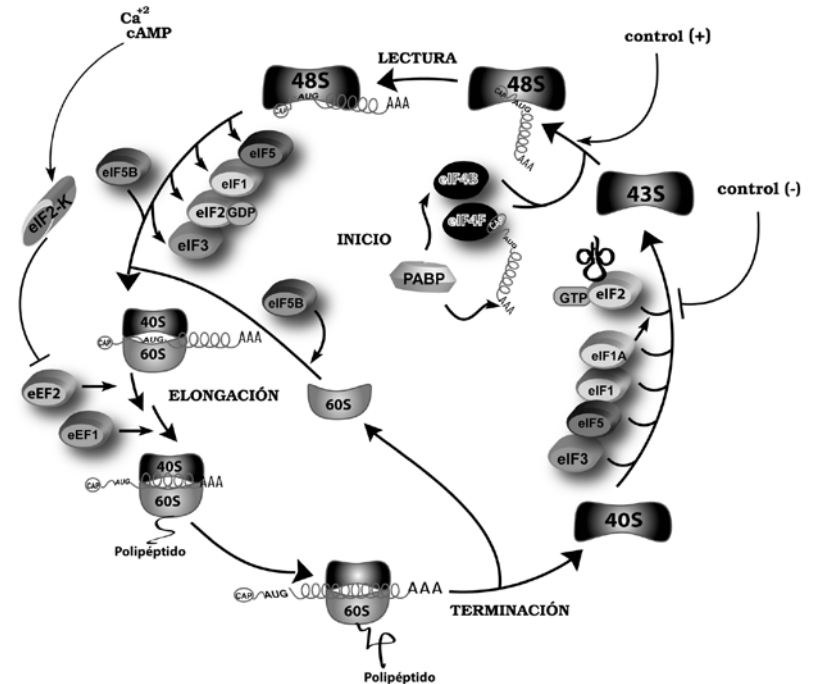 Ca+2
cAMP
control (+)
LECTURA
48S
AUG
CAP
AAA
48S
CAP
AUG
AAA
eIF5
eIF1
eIF2 GDP
eIF3
eIF5B
eIF2-K
eIF4B
eIF4F
CAP
AUG
AAA
INICIO
PABP
43S
control (-)
GTP eIF2
eIF1A
eIF1
eIF5
eIF3
40S
eIF5B
60S
40S
CAP AUG AAA
60S
ELONGACIÓN
eEF2
eEF1
40S
CAP AUG AAA
60S
Polipéptido
CAP AUG AAA
60S
TERMINACIÓN
Polipéptido